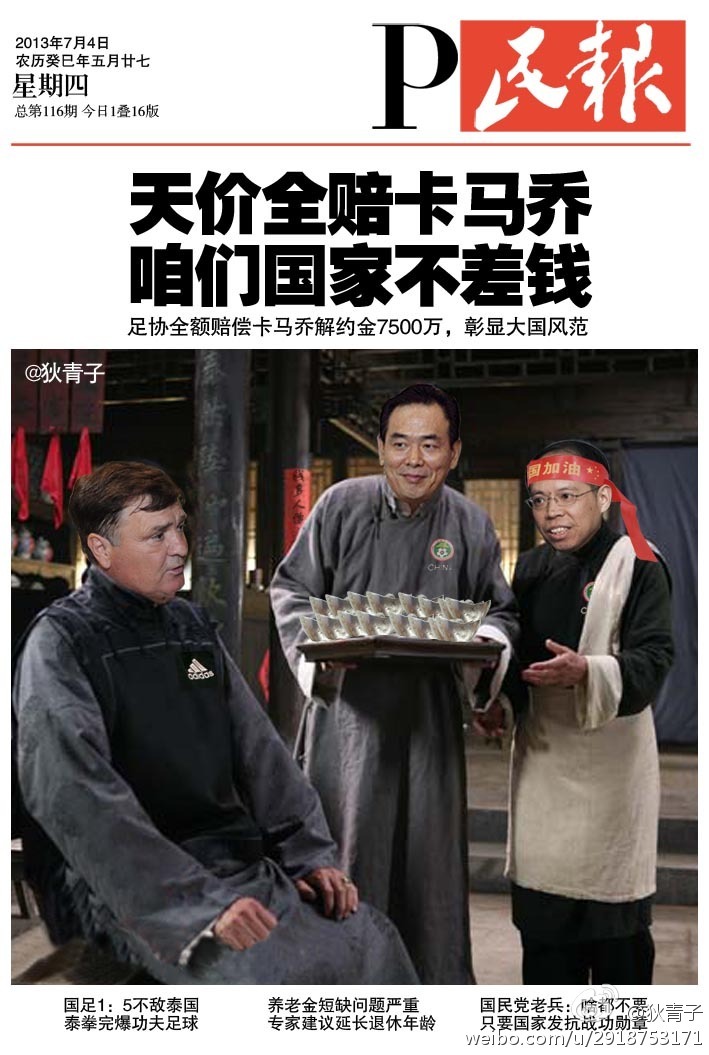 2013年7月4日
农历癸巳年五月廿七
星期四
总第116期 今日1叠16版
P民報
天价全赔卡马乔
咱们国家不差钱
足协全额赔偿卡马乔解约金7500万，彰显大国风范
@狄青子
国加油
CHINA
adidas
国足1：5不敌泰国
泰拳完爆功夫足球
养老金短缺问题严重
专家建议延长退休年龄
国民党老兵：啥都不要
只要国家发抗战功勋章
@狄青子
weibo.com/u/2918753171